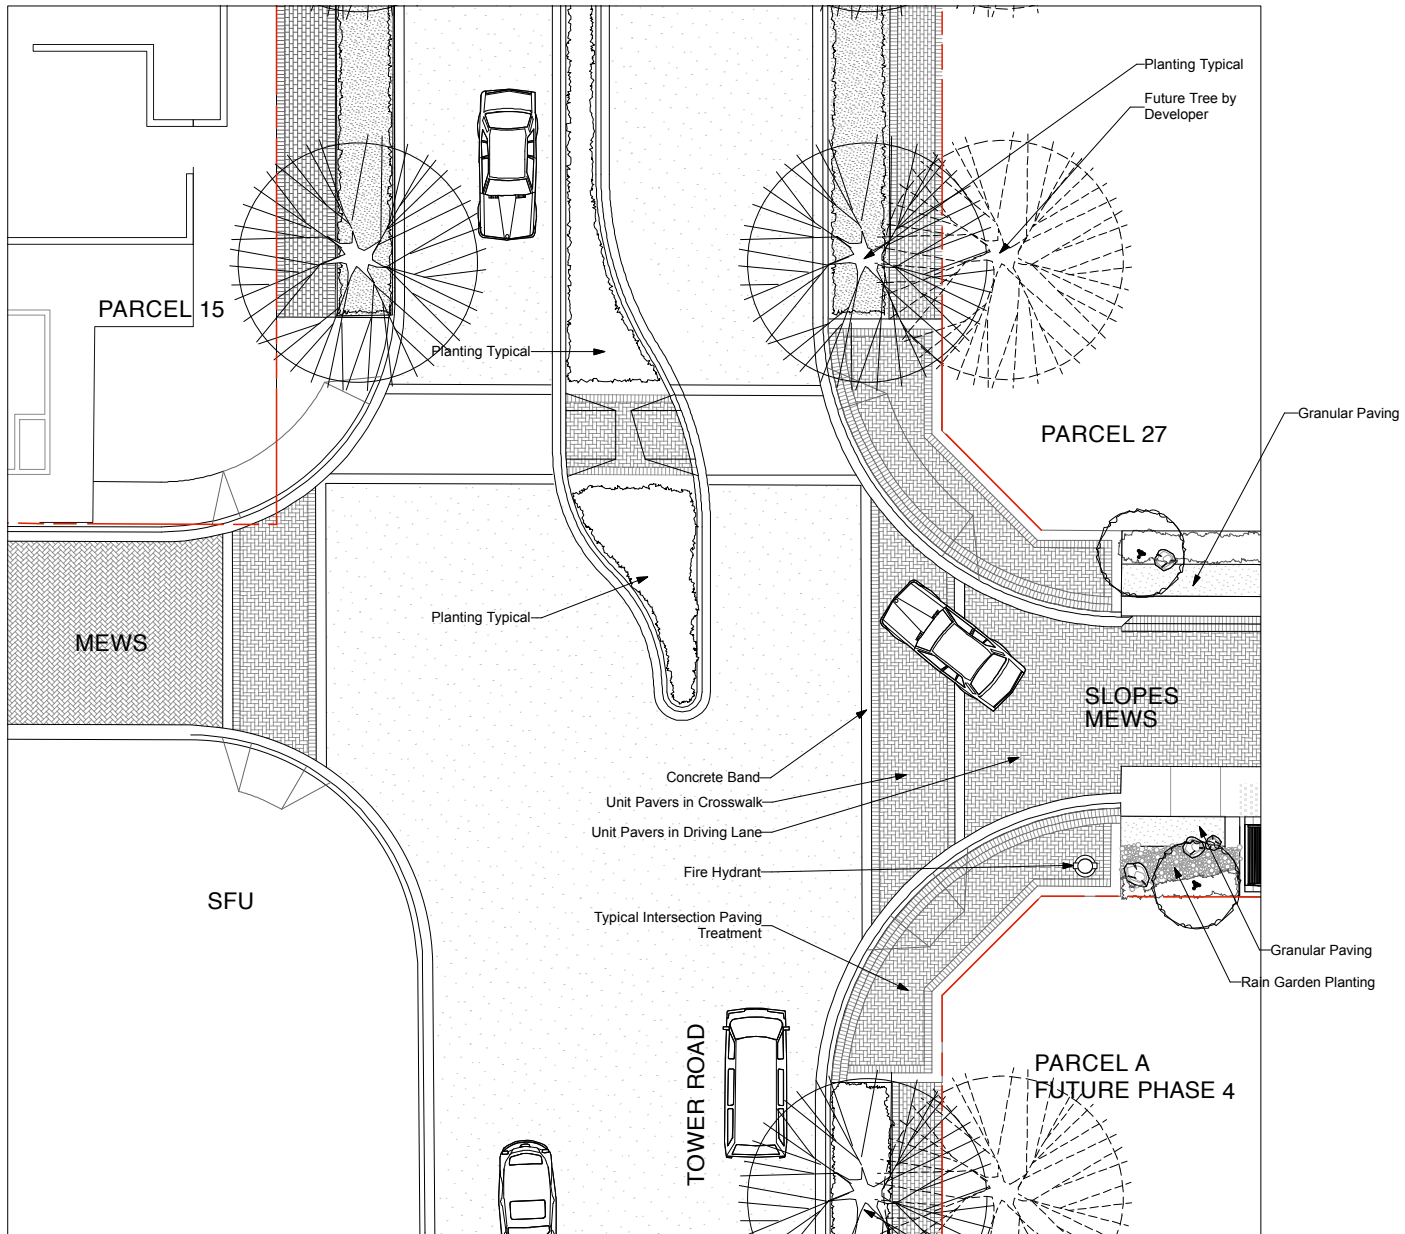 Planting Typical
Future Tree by
Developer
PARCEL 15
Planting Typical
Granular Paving
PARCEL 27
Planting Typical
MEWS
SLOPES
MEWS
Concrete Band
Unit Pavers in Crosswalk
Unit Pavers in Driving Lane
Fire Hydrant
SFU
Typical Intersection Paving
Treatment
Granular Paving
Rain Garden Planting
TOWER ROAD
PARCEL A
FUTURE PHASE 4